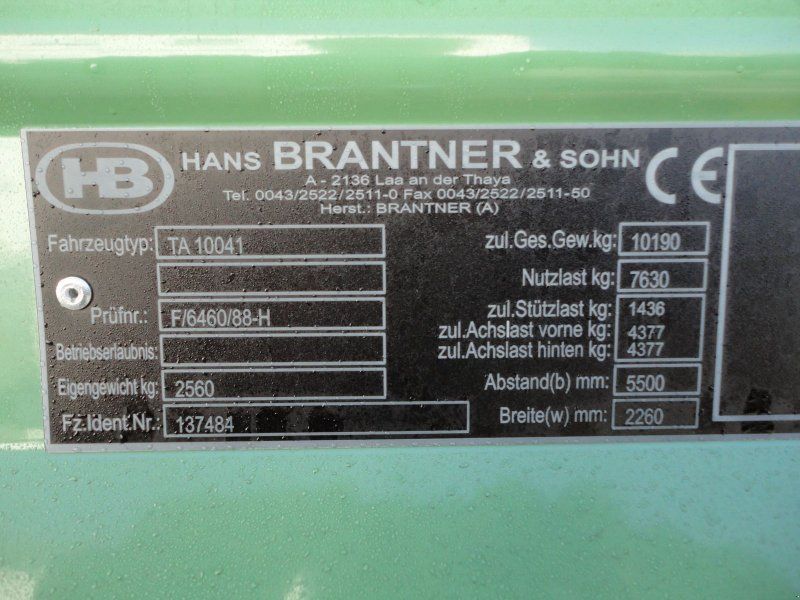 HB HANS BRANTNER & SOHN CE
A - 2136 Laa an der Thaya
Tel. 0043/2522/2511-0 Fax 0043/2522/2511-50
Herst.: BRANTNER (A)
Fahrzeugtyp: TA 10041 zul.Ges.Gew.kg: 10190
Nutzlast kg: 7630
Prüfnr.: F/6460/88-H zul.Stützlast kg: 1436
zul.Achslast vorne kg: 4377
Betriebserlaubnis: zul.Achslast hinten kg: 4377
Eigengewicht kg: 2560 Abstand(b) mm: 5500
Fz.Ident.Nr.: 137484 Breite(w) mm: 2260